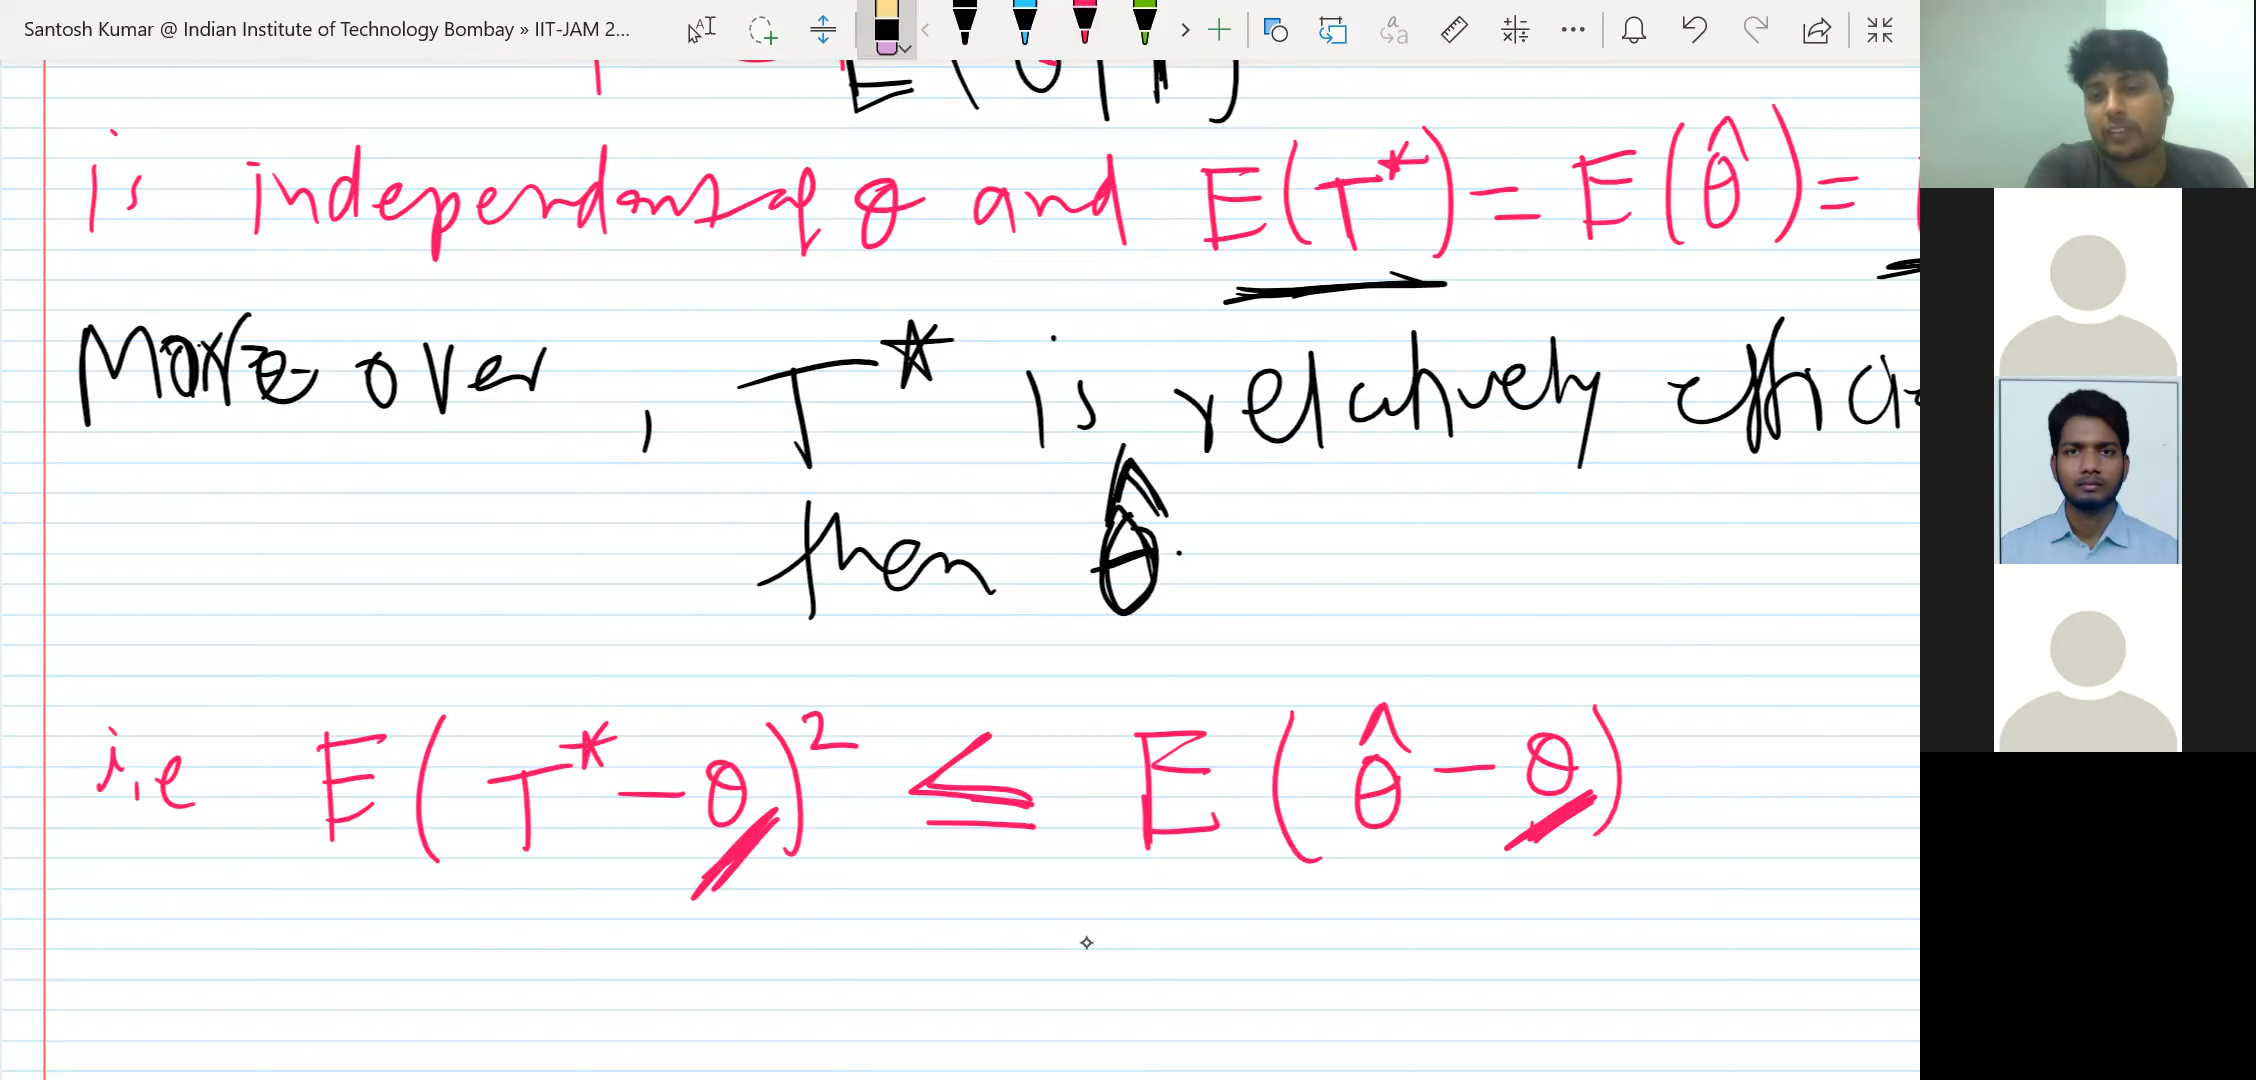 Santosh Kumar @ Indian Institute of Technology Bombay » IIT-JAM 2...
E(θ̂|T)
is independent of θ and E(T*) = E(θ̂) =
Moreover, T* is relatively effici
then θ̂.
i.e E(T* − θ)² ≤ E(θ̂ − θ)